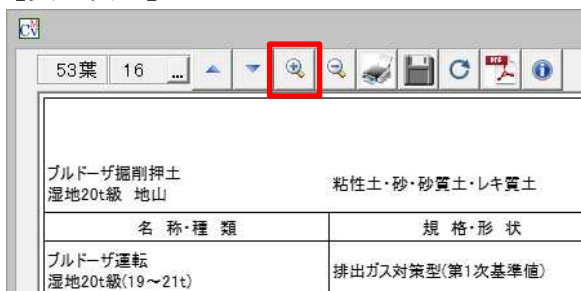 CV
53葉 16 ...
PDF
ブルドーザ掘削押土
湿地20t級 地山
粘性土・砂・砂質土・レキ質土
名 称・種 類
規 格・形 状
ブルドーザ運転
湿地20t級(19～21t)
排出ガス対策型(第1次基準値)